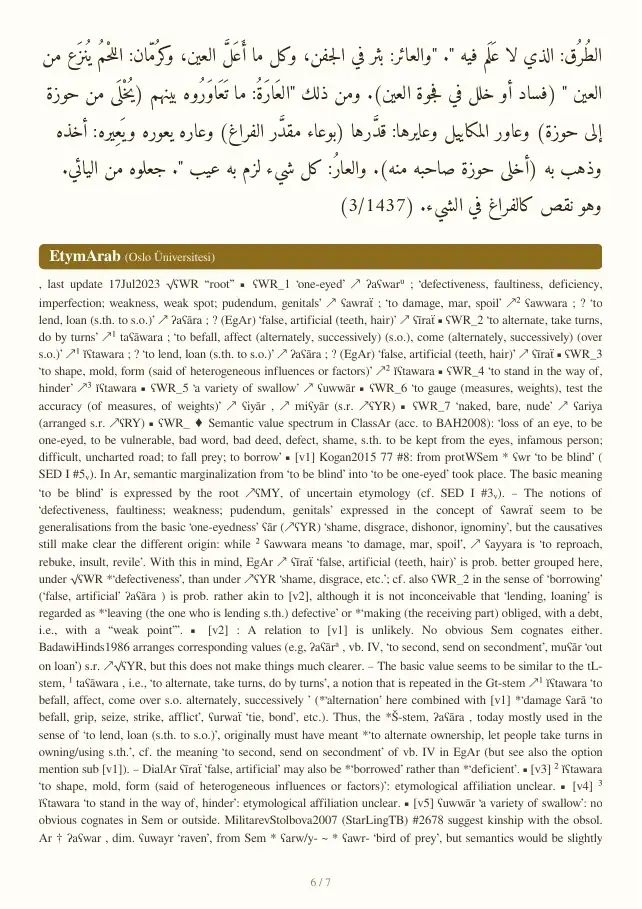 الطُرُق: الذي لا عَلَم فيه ". "والعائر: بثر في الجفن، وكل ما أَعَلَّ العين، وكرُمّان: اللحْمُ يُنزَع من
العين " (فساد أو خلل في فجوة العين). ومن ذلك "العَارَةُ: ما تَعَاوَرُوه بينهم (يُخْلَى من حوزة
إلى حوزة) وعاور المكاييل وعايرها: قدَّرها (بوعاء مقدَّر الفراغ) وعاره يعوره ويَعِيره: أخذه
وذهب به (أخلى حوزة صاحبه منه). والعارُ: كل شيء لزم به عيب ". جعلوه من اليائي.
وهو نقص كالفراغ في الشيء. (3/1437)
EtymArab (Oslo Üniversitesi)
, last update 17Jul2023 √ʕWR “root” ▪ ʕWR_1 ‘one-eyed’ ↗ ʔaʕwarᵘ ; ‘defectiveness, faultiness, deficiency,
imperfection; weakness, weak spot; pudendum, genitals’ ↗ ʕawraẗ ; ‘to damage, mar, spoil’ ↗² ʕawwara ; ? ‘to
lend, loan (s.th. to s.o.)’ ↗ ʔaʕāra ; ? (EgAr) ‘false, artificial (teeth, hair)’ ↗ ʕīraẗ ▪ ʕWR_2 ‘to alternate, take turns,
do by turns’ ↗¹ taʕāwara ; ‘to befall, affect (alternately, successively) (s.o.), come (alternately, successively) (over
s.o.)’ ↗¹ ĭʕtawara ; ? ‘to lend, loan (s.th. to s.o.)’ ↗ ʔaʕāra ; ? (EgAr) ‘false, artificial (teeth, hair)’ ↗ ʕīraẗ ▪ ʕWR_3
‘to shape, mold, form (said of heterogeneous influences or factors)’ ↗² ĭʕtawara ▪ ʕWR_4 ‘to stand in the way of,
hinder’ ↗³ ĭʕtawara ▪ ʕWR_5 ‘a variety of swallow’ ↗ ʕuwwār ▪ ʕWR_6 ‘to gauge (measures, weights), test the
accuracy (of measures, of weights)’ ↗ ʕiyār , ↗ miʕyār (s.r. ↗ʕYR) ▪ ʕWR_7 ‘naked, bare, nude’ ↗ ʕariya
(arranged s.r. ↗ʕRY) ▪ ʕWR_ ♦ Semantic value spectrum in ClassAr (acc. to BAH2008): ‘loss of an eye, to be
one-eyed, to be vulnerable, bad word, bad deed, defect, shame, s.th. to be kept from the eyes, infamous person;
difficult, uncharted road; to fall prey; to borrow’ ▪ [v1] Kogan2015 77 #8: from protWSem * ʕwr ‘to be blind’ (
SED I #5ᵥ). In Ar, semantic marginalization from ‘to be blind’ into ‘to be one-eyed’ took place. The basic meaning
‘to be blind’ is expressed by the root ↗ʕMY, of uncertain etymology (cf. SED I #3ᵥ). – The notions of
‘defectiveness, faultiness; weakness; pudendum, genitals’ expressed in the concept of ʕawraẗ seem to be
generalisations from the basic ‘one-eyedness’ ʕār (↗ʕYR) ‘shame, disgrace, dishonor, ignominy’, but the causatives
still make clear the different origin: while ² ʕawwara means ‘to damage, mar, spoil’, ↗ ʕayyara is ‘to reproach,
rebuke, insult, revile’. With this in mind, EgAr ↗ ʕīraẗ ‘false, artificial (teeth, hair)’ is prob. better grouped here,
under √ʕWR *‘defectiveness’, than under ↗ʕYR ‘shame, disgrace, etc.’; cf. also ʕWR_2 in the sense of ‘borrowing’
(‘false, artificial’ ʔaʕāra ) is prob. rather akin to [v2], although it is not inconceivable that ‘lending, loaning’ is
regarded as *‘leaving (the one who is lending s.th.) defective’ or *‘making (the receiving part) obliged, with a debt,
i.e., with a “weak point”’. ▪ [v2] : A relation to [v1] is unlikely. No obvious Sem cognates either.
BadawiHinds1986 arranges corresponding values (e.g, ʔaʕārᵃ , vb. IV, ‘to second, send on secondment’, muʕār ‘out
on loan’) s.r. ↗√ʕYR, but this does not make things much clearer. – The basic value seems to be similar to the tL-
stem, ¹ taʕāwara , i.e., ‘to alternate, take turns, do by turns’, a notion that is repeated in the Gt-stem ↗¹ ĭʕtawara ‘to
befall, affect, come over s.o. alternately, successively ’ (*‘alternation’ here combined with [v1] *‘damage ʕarā ‘to
befall, grip, seize, strike, afflict’, ʕurwaẗ ‘tie, bond’, etc.). Thus, the *Š-stem, ʔaʕāra , today mostly used in the
sense of ‘to lend, loan (s.th. to s.o.)’, originally must have meant *‘to alternate ownership, let people take turns in
owning/using s.th.’, cf. the meaning ‘to second, send on secondment’ of vb. IV in EgAr (but see also the option
mention sub [v1]). – DialAr ʕīraẗ ‘false, artificial’ may also be *‘borrowed’ rather than *‘deficient’. ▪ [v3] ² ĭʕtawara
‘to shape, mold, form (said of heterogeneous influences or factors)’: etymological affiliation unclear. ▪ [v4] ³
ĭʕtawara ‘to stand in the way of, hinder’: etymological affiliation unclear. ▪ [v5] ʕuwwār ‘a variety of swallow’: no
obvious cognates in Sem or outside. MilitarevStolbova2007 (StarLingTB) #2678 suggest kinship with the obsol.
Ar † ʔaʕwar , dim. ʕuwayr ‘raven’, from Sem * ʕarw/y- ~ * ʕawr- ‘bird of prey’, but semantics would be slightly
6 / 7